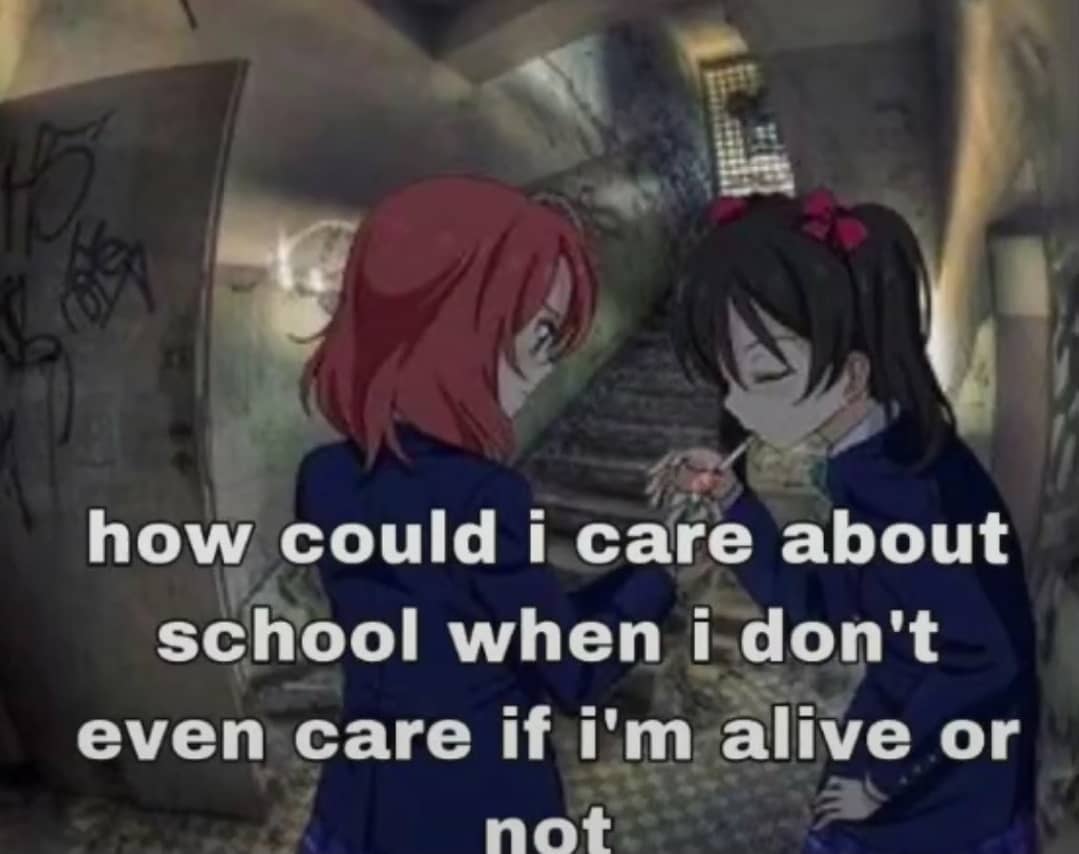 how could i care about
school when i don't
even care if i'm alive or
not